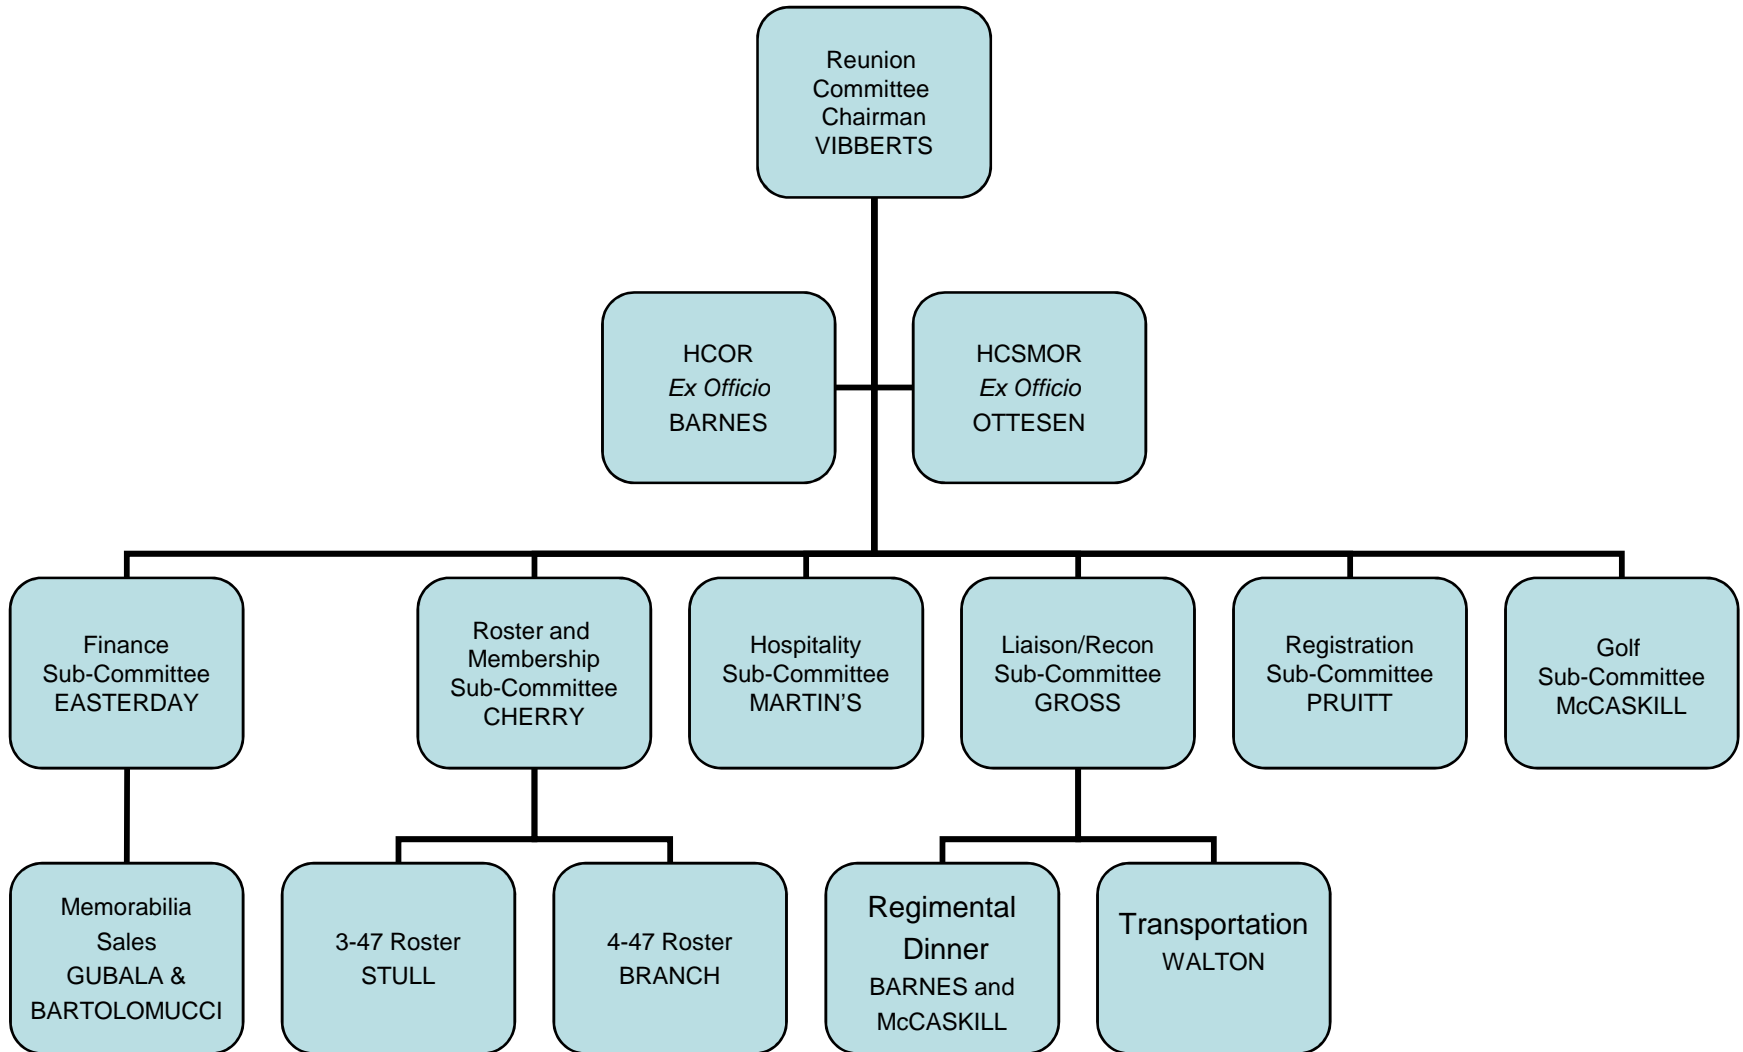 Reunion
Committee
Chairman
VIBBERTS
HCOR
Ex Officio
BARNES
HCSMOR
Ex Officio
OTTESEN
Finance
Sub-Committee
EASTERDAY
Roster and
Membership
Sub-Committee
CHERRY
Hospitality
Sub-Committee
MARTIN’S
Liaison/Recon
Sub-Committee
GROSS
Registration
Sub-Committee
PRUITT
Golf
Sub-Committee
McCASKILL
Memorabilia
Sales
GUBALA &
BARTOLOMUCCI
3-47 Roster
STULL
4-47 Roster
BRANCH
Regimental
Dinner
BARNES and
McCASKILL
Transportation
WALTON